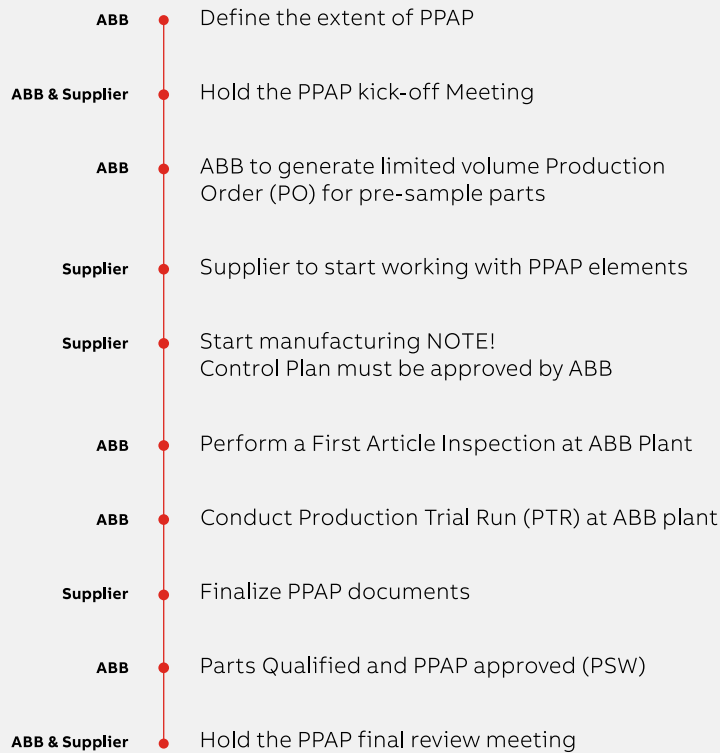 ABB Define the extent of PPAP
ABB & Supplier Hold the PPAP kick-off Meeting
ABB ABB to generate limited volume Production
Order (PO) for pre-sample parts
Supplier Supplier to start working with PPAP elements
Supplier Start manufacturing NOTE!
Control Plan must be approved by ABB
ABB Perform a First Article Inspection at ABB Plant
ABB Conduct Production Trial Run (PTR) at ABB plant
Supplier Finalize PPAP documents
ABB Parts Qualified and PPAP approved (PSW)
ABB & Supplier Hold the PPAP final review meeting